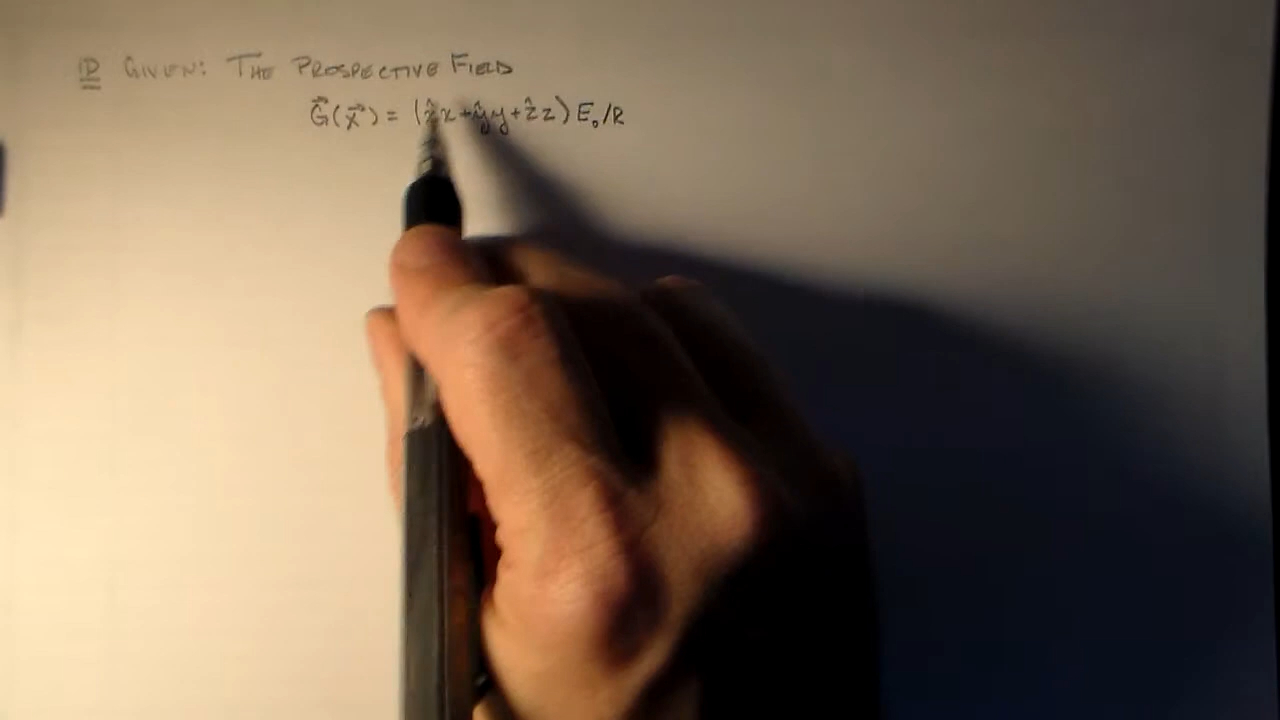 D GIVEN: THE PROSPECTIVE FIELD
G⃗(x⃗) = (x̂x+ŷy+ẑz) E₀/R